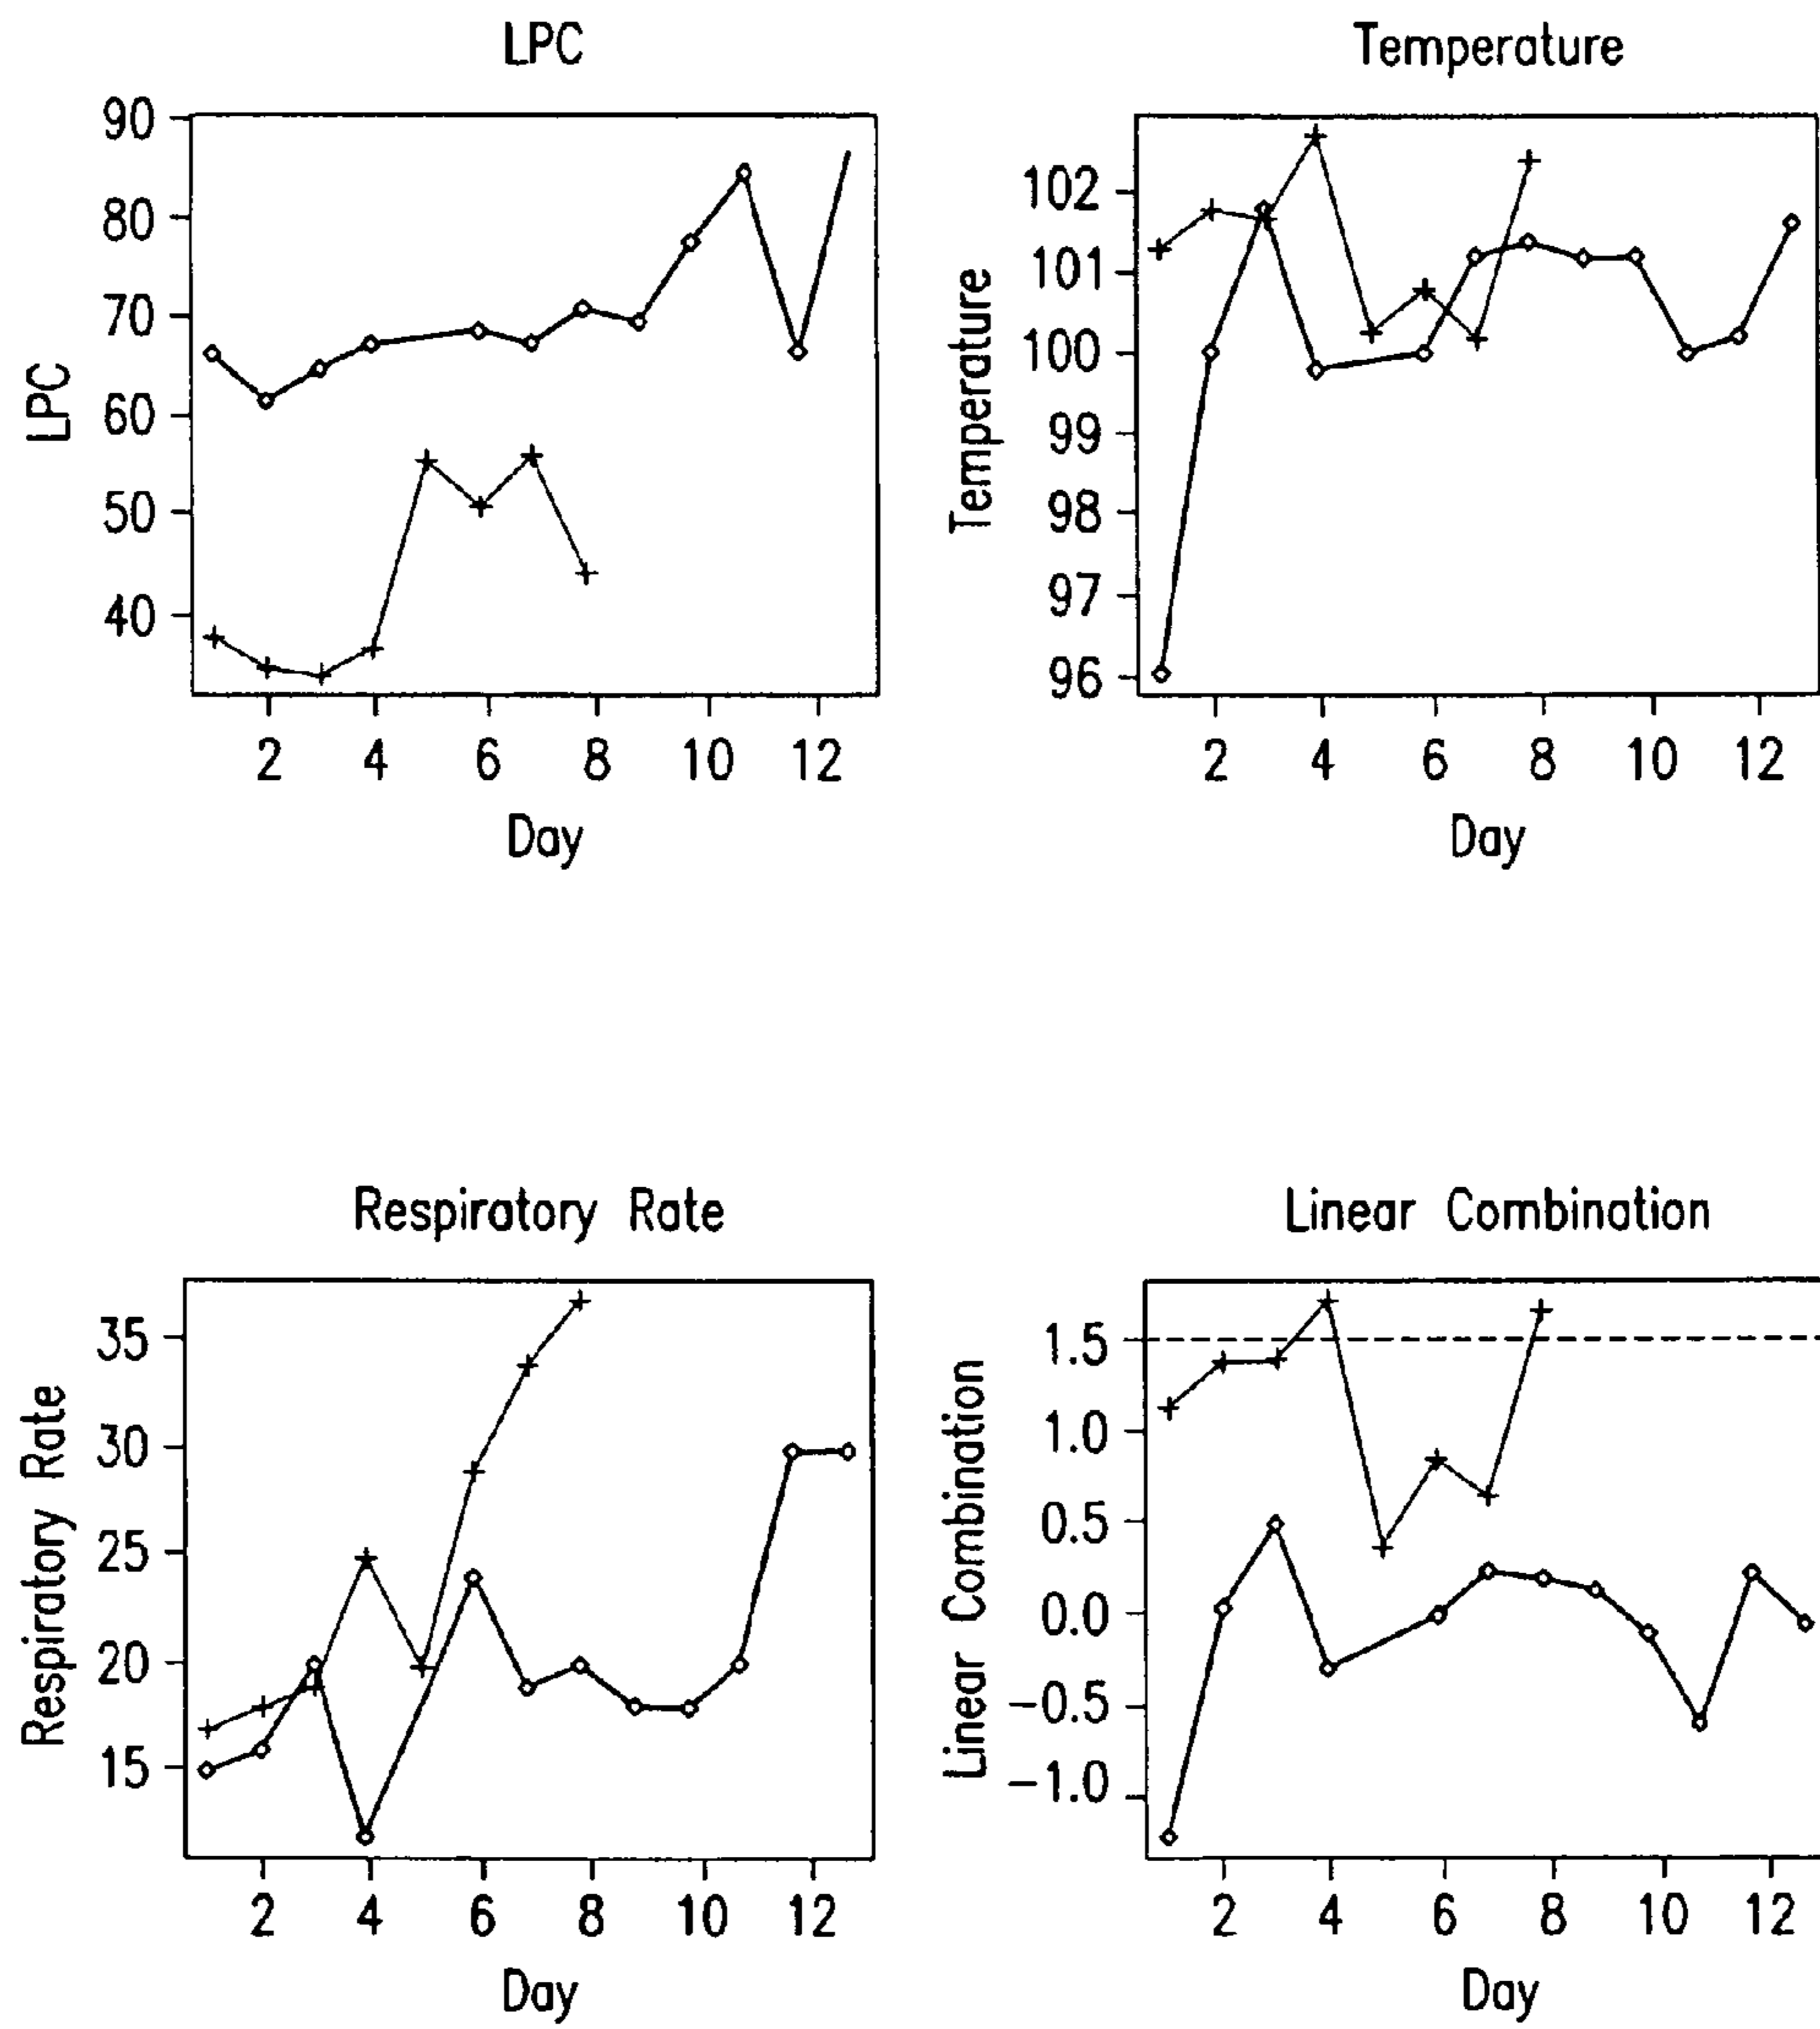 LPC
90
80
70
60
50
40
LPC
2 4 6 8 10 12
Day
Temperature
102
101
100
99
98
97
96
Temperature
2 4 6 8 10 12
Day
Respiratory Rate
35
30
25
20
15
Respiratory Rate
2 4 6 8 10 12
Day
Linear Combination
1.5
1.0
0.5
0.0
-0.5
-1.0
Linear Combination
2 4 6 8 10 12
Day